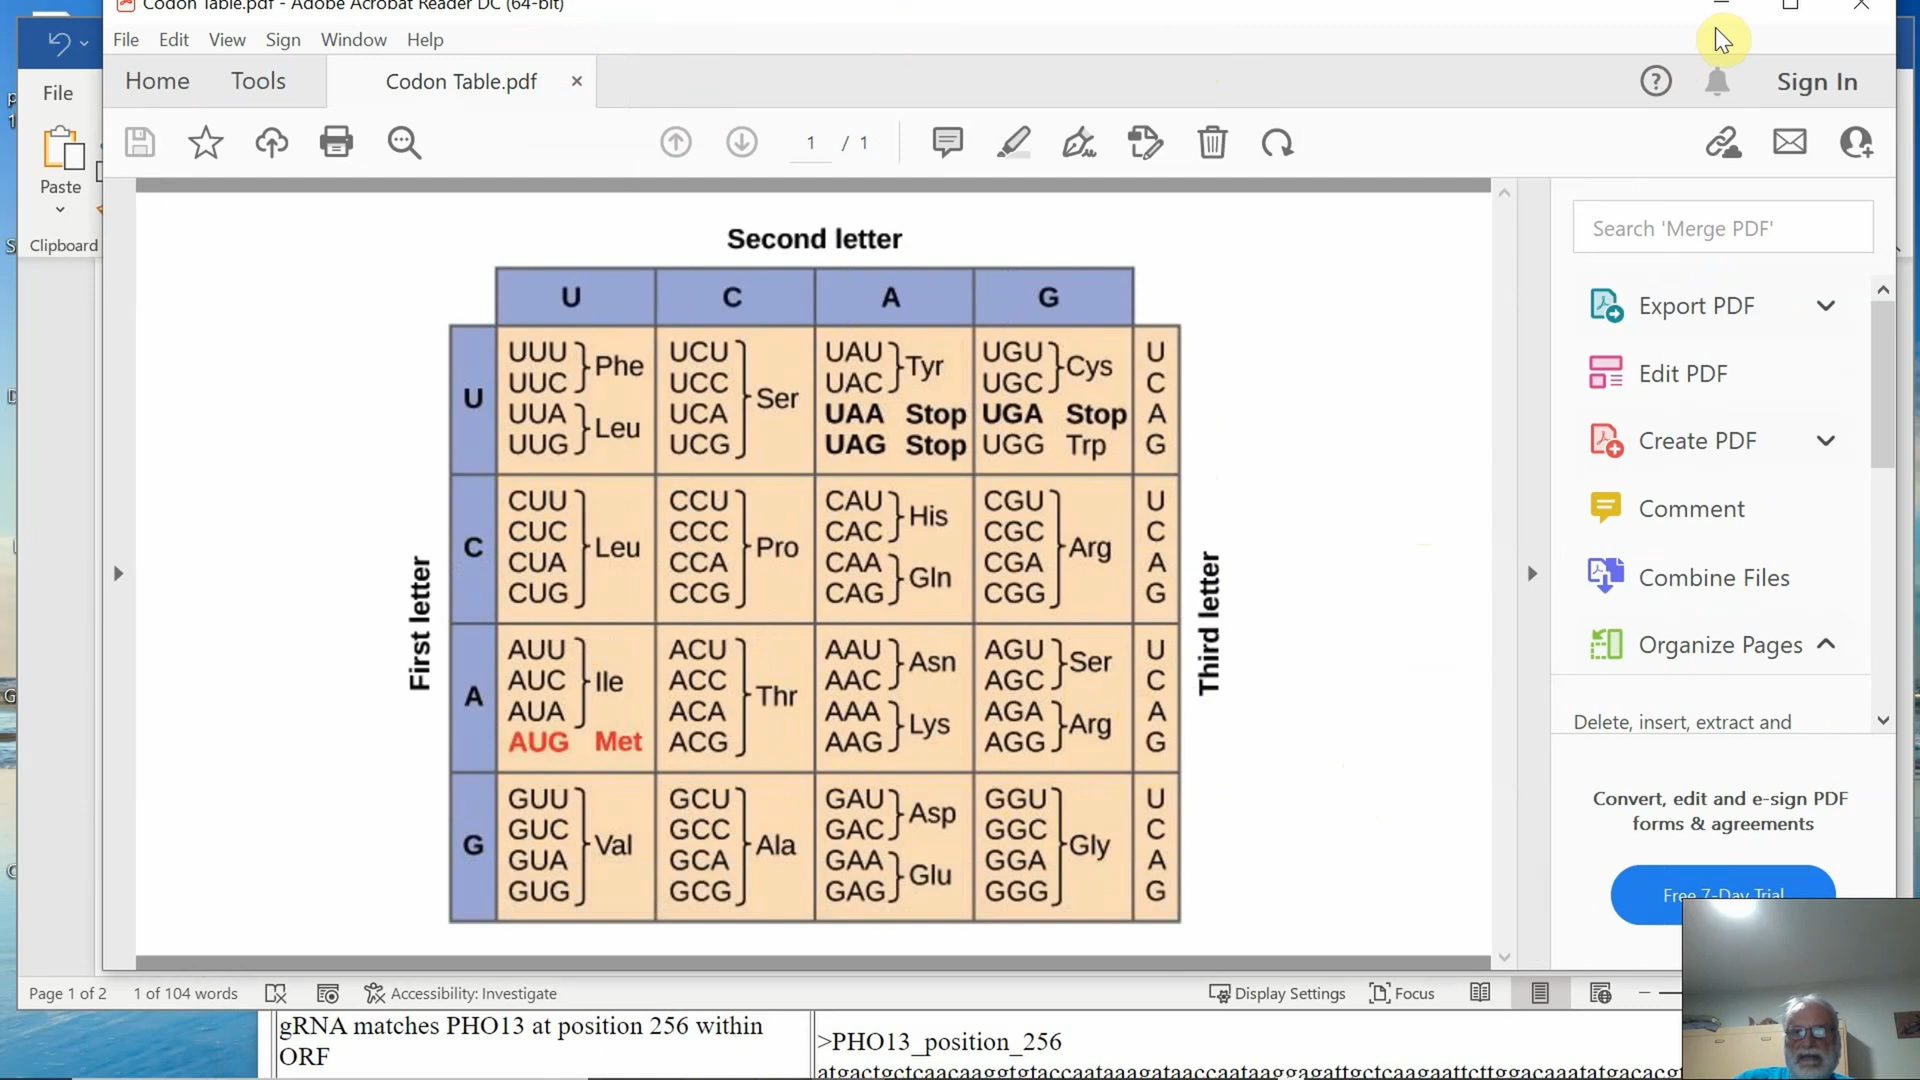 Codon Table.pdf - Adobe Acrobat Reader DC (64-bit)
File Edit View Sign Window Help
Home Tools Codon Table.pdf × Sign In
File
Paste
Clipboard
1 / 1
Search 'Merge PDF'
Export PDF
Edit PDF
Create PDF
Comment
Combine Files
Organize Pages
Delete, insert, extract and
Convert, edit and e-sign PDF
forms & agreements
Free 7-Day Trial
Second letter
U C A G
First letter
Third letter
U
UUU UCU UAU UGU U
Phe Tyr Cys
UUC UCC UAC UGC C
Ser
UUA UCA UAA Stop UGA Stop A
Leu
UUG UCG UAG Stop UGG Trp G
C
CUU CCU CAU CGU U
His
CUC CCC CAC CGC C
Leu Pro Arg
CUA CCA CAA CGA A
Gln
CUG CCG CAG CGG G
A
AUU ACU AAU AGU U
Asn Ser
AUC ACC AAC AGC C
Ile Thr
AUA ACA AAA AGA A
Lys Arg
AUG Met ACG AAG AGG G
G
GUU GCU GAU GGU U
Asp
GUC GCC GAC GGC C
Val Ala Gly
GUA GCA GAA GGA A
Glu
GUG GCG GAG GGG G
Page 1 of 2 1 of 104 words Accessibility: Investigate Display Settings Focus
gRNA matches PHO13 at position 256 within
ORF
>PHO13_position_256